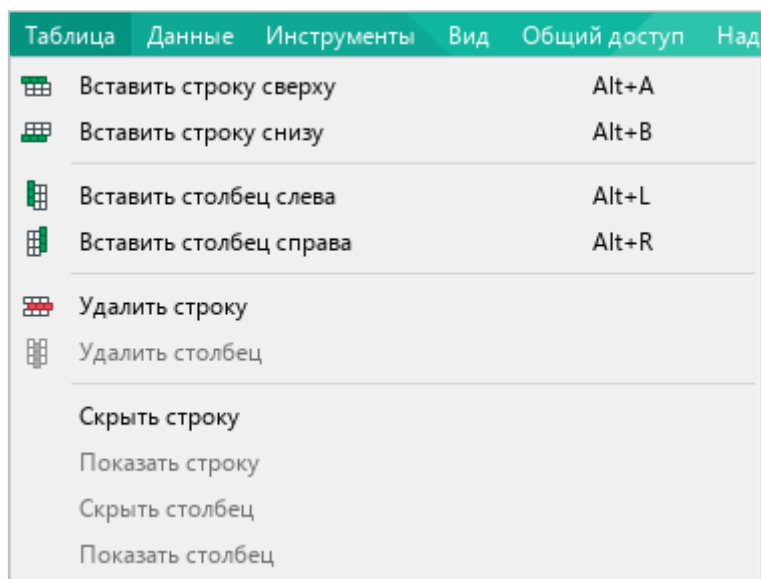 Таблица Данные Инструменты Вид Общий доступ Над
Вставить строку сверху Alt+A
Вставить строку снизу Alt+B
Вставить столбец слева Alt+L
Вставить столбец справа Alt+R
Удалить строку
Удалить столбец
Скрыть строку
Показать строку
Скрыть столбец
Показать столбец